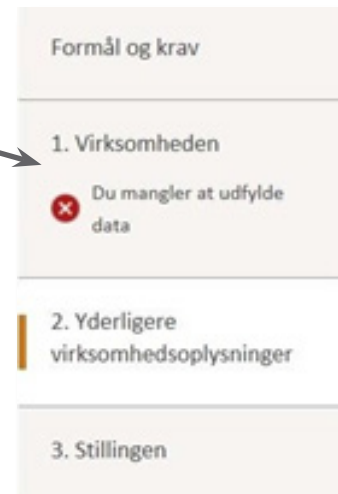 Formål og krav
1. Virksomheden
Du mangler at udfylde
data
2. Yderligere
virksomhedsoplysninger
3. Stillingen